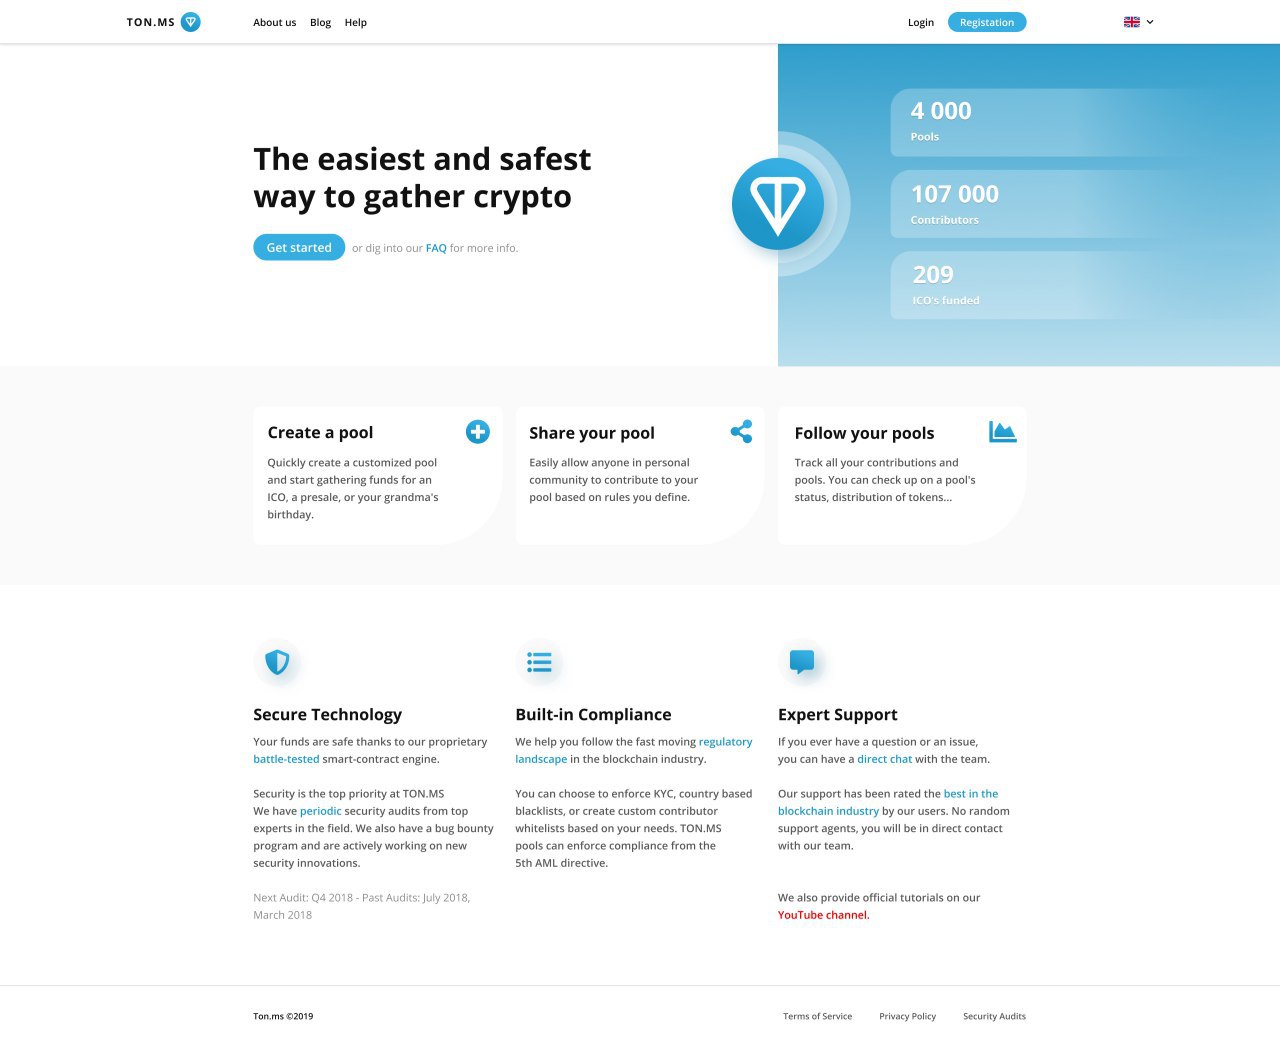 TON.MS
About us Blog Help
Login Registation
The easiest and safest
way to gather crypto
Get started or dig into our FAQ for more info.
4 000
Pools
107 000
Contributors
209
ICO's funded
Create a pool
Quickly create a customized pool
and start gathering funds for an
ICO, a presale, or your grandma's
birthday.
Share your pool
Easily allow anyone in personal
community to contribute to your
pool based on rules you define.
Follow your pools
Track all your contributions and
pools. You can check up on a pool's
status, distribution of tokens...
Secure Technology
Your funds are safe thanks to our proprietary
battle-tested smart-contract engine.
Security is the top priority at TON.MS
We have periodic security audits from top
experts in the field. We also have a bug bounty
program and are actively working on new
security innovations.
Next Audit: Q4 2018 - Past Audits: July 2018,
March 2018
Built-in Compliance
We help you follow the fast moving regulatory
landscape in the blockchain industry.
You can choose to enforce KYC, country based
blacklists, or create custom contributor
whitelists based on your needs. TON.MS
pools can enforce compliance from the
5th AML directive.
Expert Support
If you ever have a question or an issue,
you can have a direct chat with the team.
Our support has been rated the best in the
blockchain industry by our users. No random
support agents, you will be in direct contact
with our team.
We also provide official tutorials on our
YouTube channel.
Ton.ms ©2019
Terms of Service Privacy Policy Security Audits